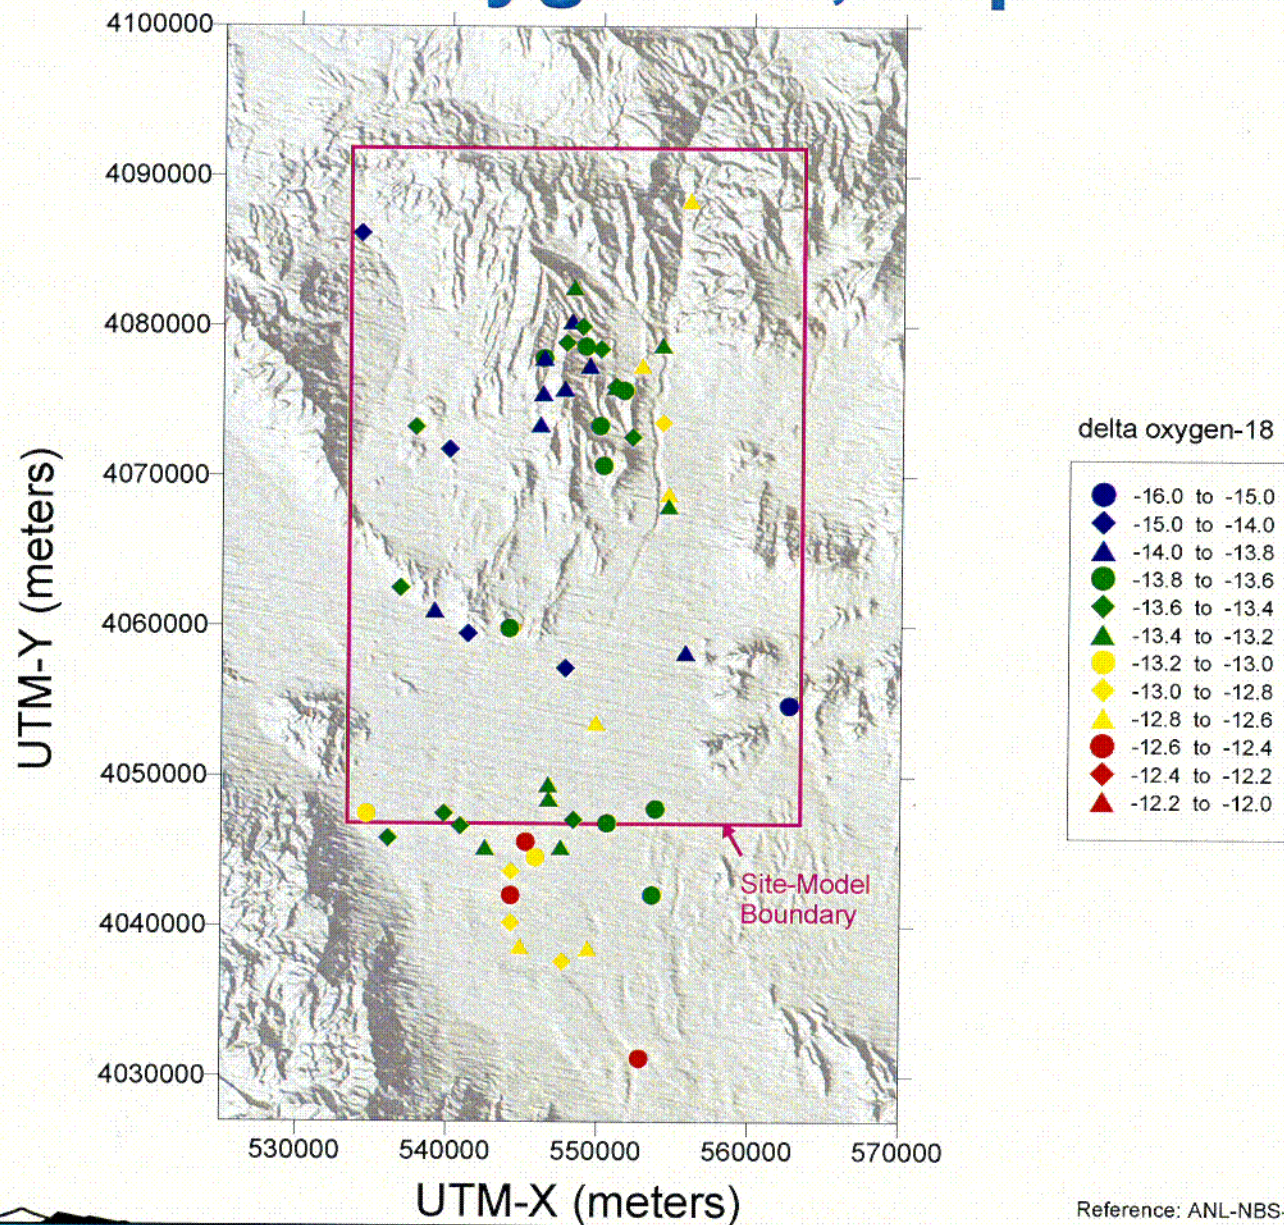 4100000
4090000
4080000
4070000
4060000
4050000
4040000
4030000
UTM-Y (meters)
530000 540000 550000 560000 570000
UTM-X (meters)
Site-Model
Boundary
delta oxygen-18
-16.0 to -15.0
-15.0 to -14.0
-14.0 to -13.8
-13.8 to -13.6
-13.6 to -13.4
-13.4 to -13.2
-13.2 to -13.0
-13.0 to -12.8
-12.8 to -12.6
-12.6 to -12.4
-12.4 to -12.2
-12.2 to -12.0
Reference: ANL-NBS-